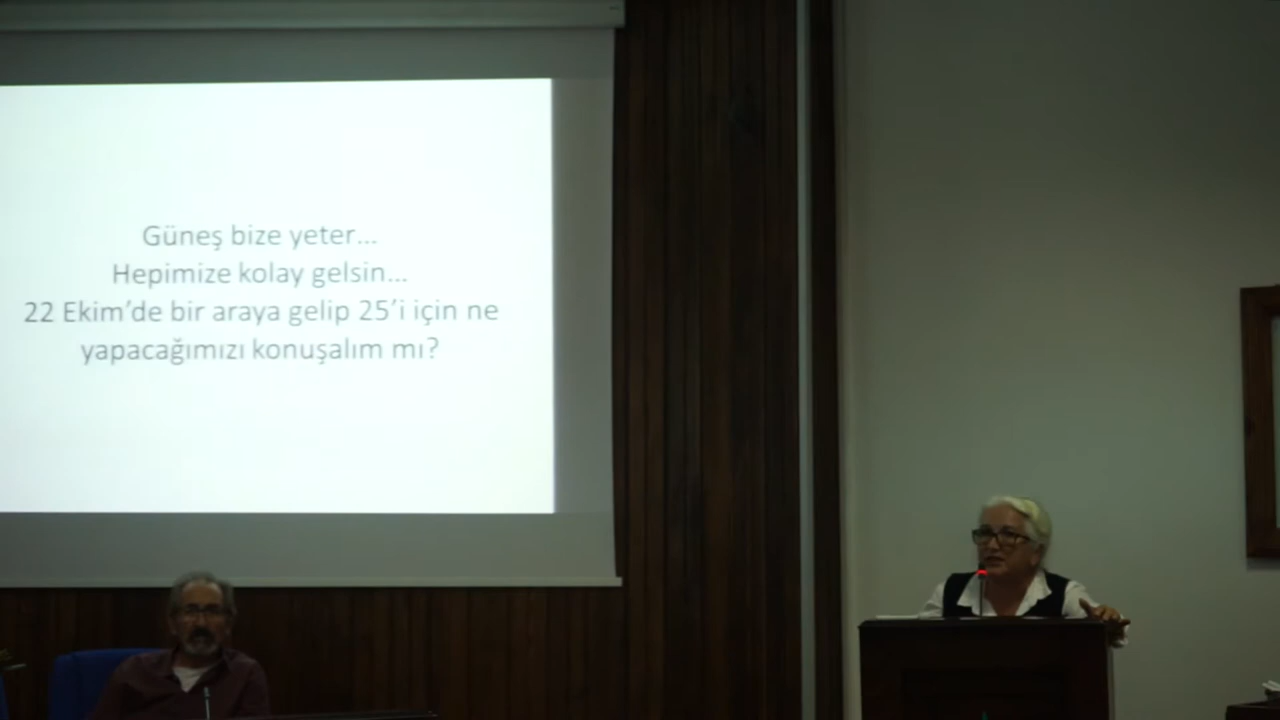 Güneş bize yeter...
Hepimize kolay gelsin...
22 Ekim’de bir araya gelip 25’i için ne
yapacağımızı konuşalım mı?